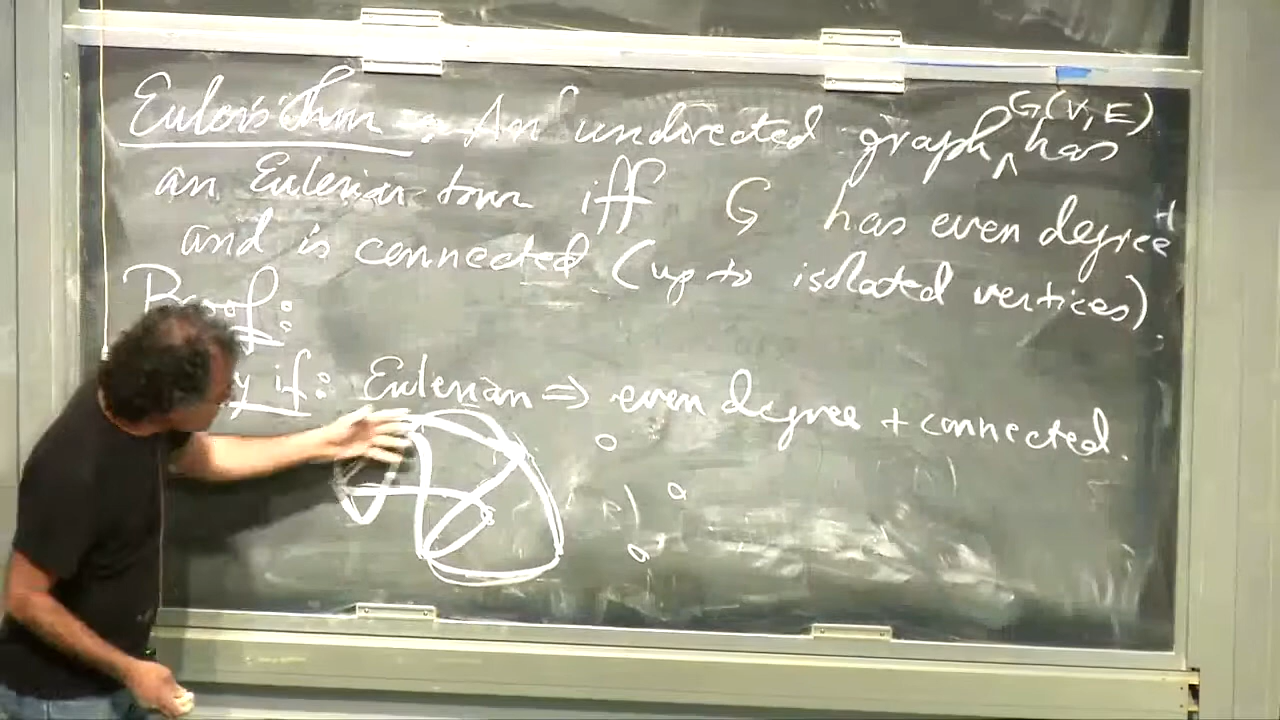 Euler's thm: An undirected graph G(V,E) has
an Eulerian tour iff G has even degree
and is connected (up to isolated vertices).
Proof:
y if: Eulerian ⇒ even degree + connected.